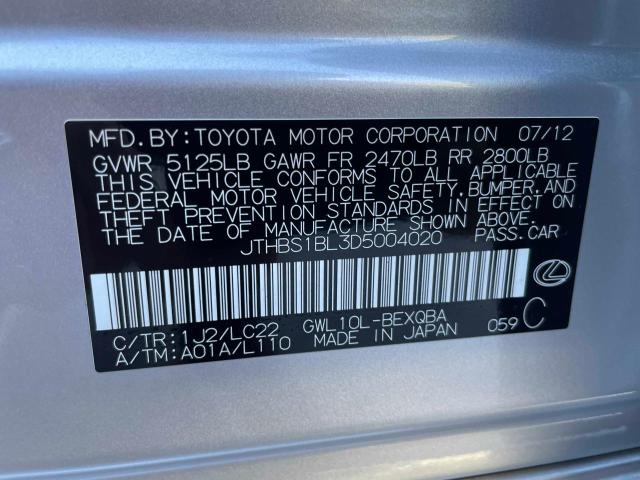 MFD.BY:TOYOTA MOTOR CORPORATION 07/12
GVWR 5125LB GAWR FR 2470LB RR 2800LB
THIS VEHICLE CONFORMS TO ALL APPLICABLE
FEDERAL MOTOR VEHICLE SAFETY,BUMPER,AND
THEFT PREVENTION STANDARDS IN EFFECT ON
THE DATE OF MANUFACTURE SHOWN ABOVE.
JTHBS1BL3D5004020 PASS.CAR
C/TR:1J2/LC22 GWL10L-BEXQBA
A/TM:A01A/L110 MADE IN JAPAN 059 C